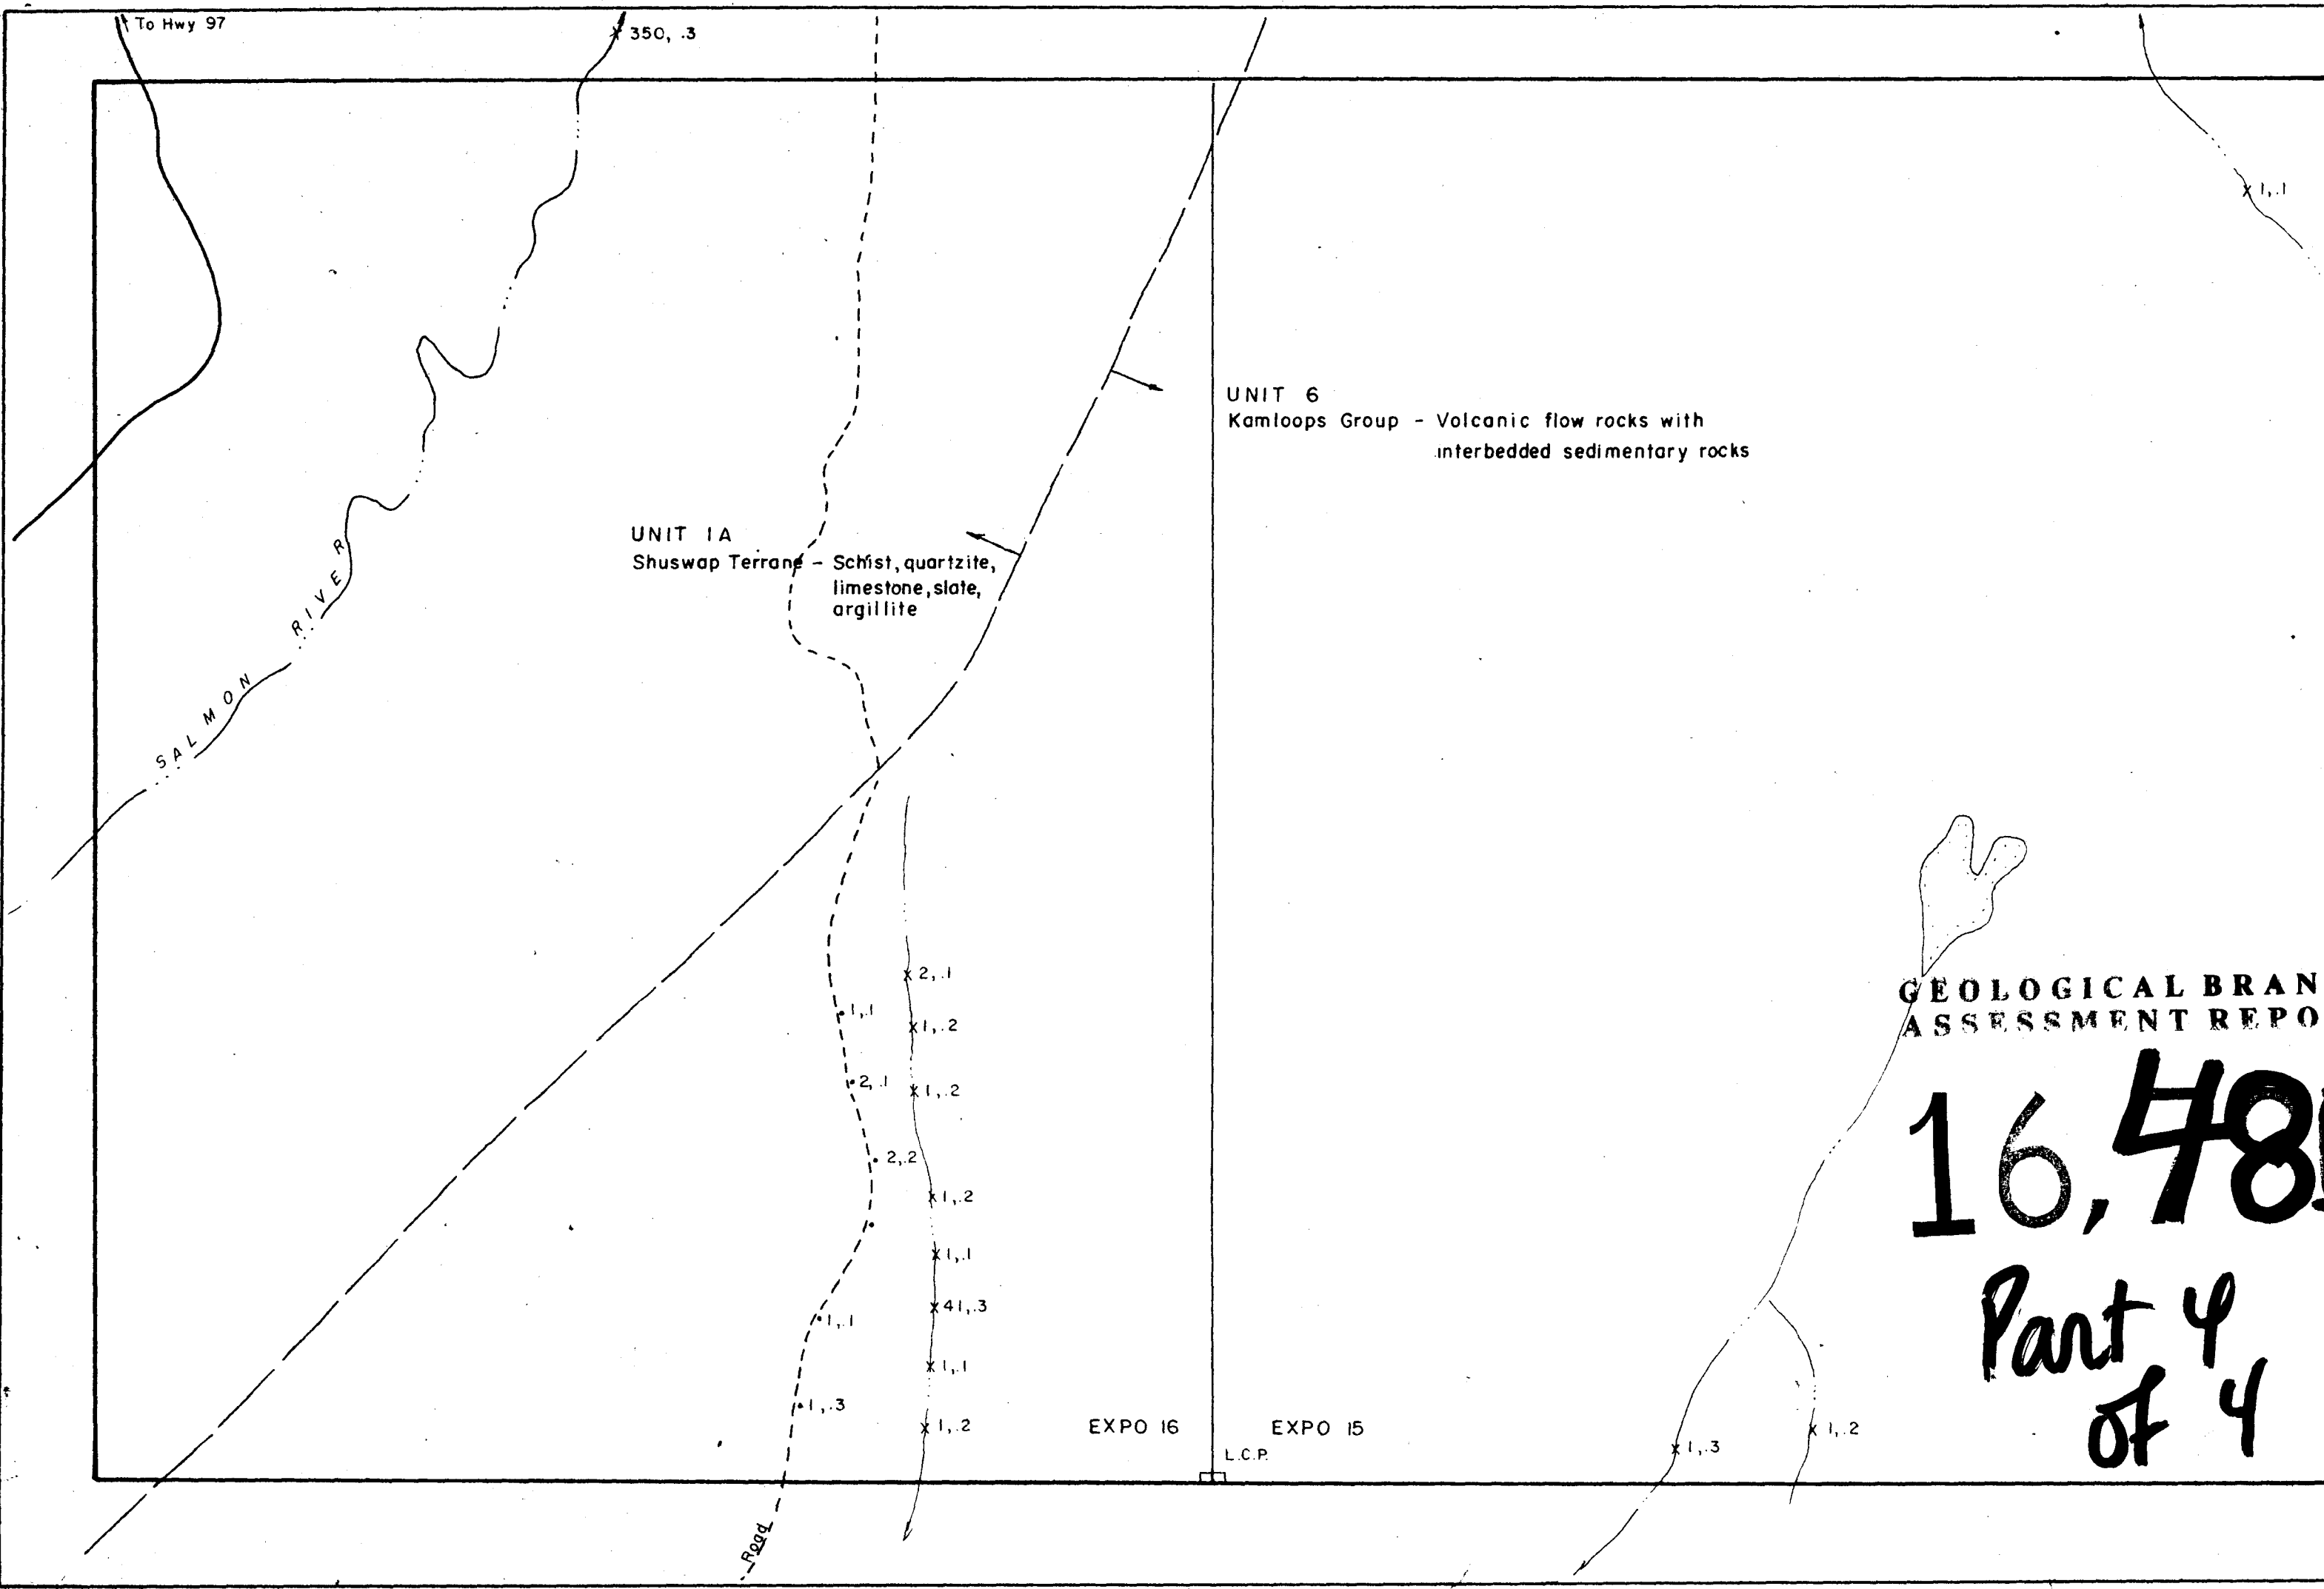 To Hwy 97
350, .3
1, .1
UNIT 6
Kamloops Group - Volcanic flow rocks with
interbedded sedimentary rocks
UNIT 1A
Shuswap Terrane - Schist, quartzite,
limestone, slate,
argillite
SALMON RIVER
2, .1
1, .1
1, .2
2, .1
1, .2
2, .2
1, .2
1, .1
41, .3
1, .1
1, .1
1, .3
1, .2
EXPO 16
EXPO 15
L.C.P.
1, .3
1, .2
Road
GEOLOGICAL BRAN
ASSESSMENT REPO
16,48
Part 4
of 4